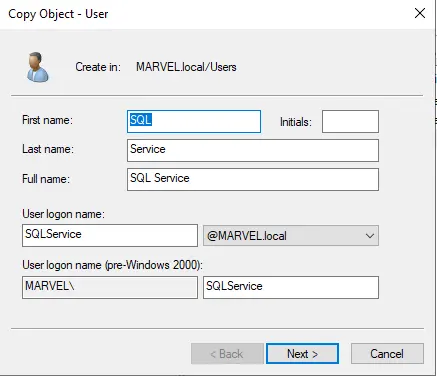 Copy Object - User
Create in: MARVEL.local/Users
First name: SQL Initials:
Last name: Service
Full name: SQL Service
User logon name:
SQLService @MARVEL.local
User logon name (pre-Windows 2000):
MARVEL\ SQLService
< Back Next > Cancel